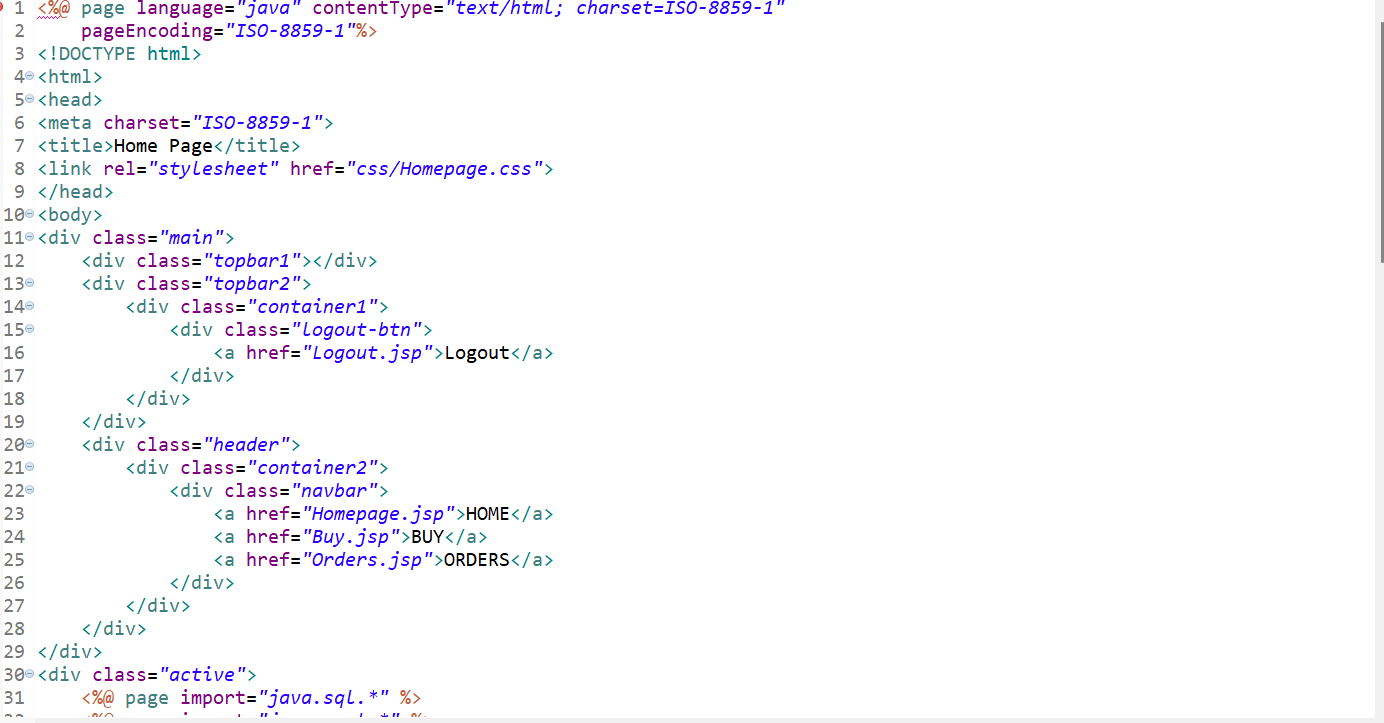 1 <%@ page language="java" contentType="text/html; charset=ISO-8859-1"
2     pageEncoding="ISO-8859-1"%>
3 <!DOCTYPE html>
4 <html>
5 <head>
6 <meta charset="ISO-8859-1">
7 <title>Home Page</title>
8 <link rel="stylesheet" href="css/Homepage.css">
9 </head>
10 <body>
11 <div class="main">
12     <div class="topbar1"></div>
13     <div class="topbar2">
14         <div class="container1">
15             <div class="logout-btn">
16                 <a href="Logout.jsp">Logout</a>
17             </div>
18         </div>
19     </div>
20     <div class="header">
21         <div class="container2">
22             <div class="navbar">
23                 <a href="Homepage.jsp">HOME</a>
24                 <a href="Buy.jsp">BUY</a>
25                 <a href="Orders.jsp">ORDERS</a>
26             </div>
27         </div>
28     </div>
29 </div>
30 <div class="active">
31     <%@ page import="java.sql.*" %>